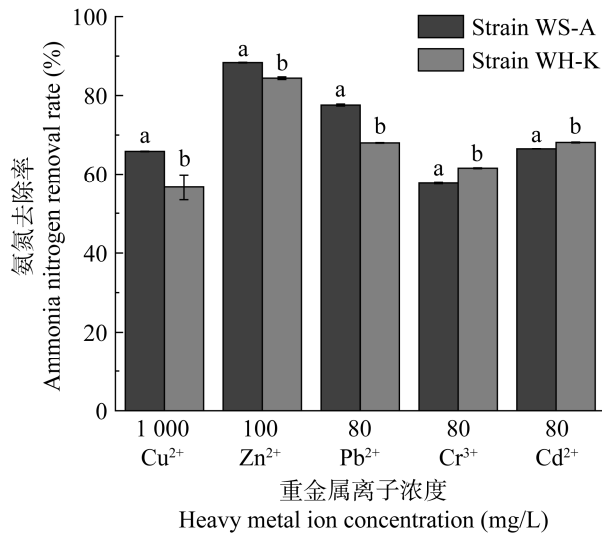 氨氮去除率
Ammonia nitrogen removal rate (%)
100
80
60
40
20
0
Strain WS-A
Strain WH-K
a
b
a
b
a
b
a
b
a
b
1 000 100 80 80 80
Cu²⁺ Zn²⁺ Pb²⁺ Cr³⁺ Cd²⁺
重金属离子浓度
Heavy metal ion concentration (mg/L)